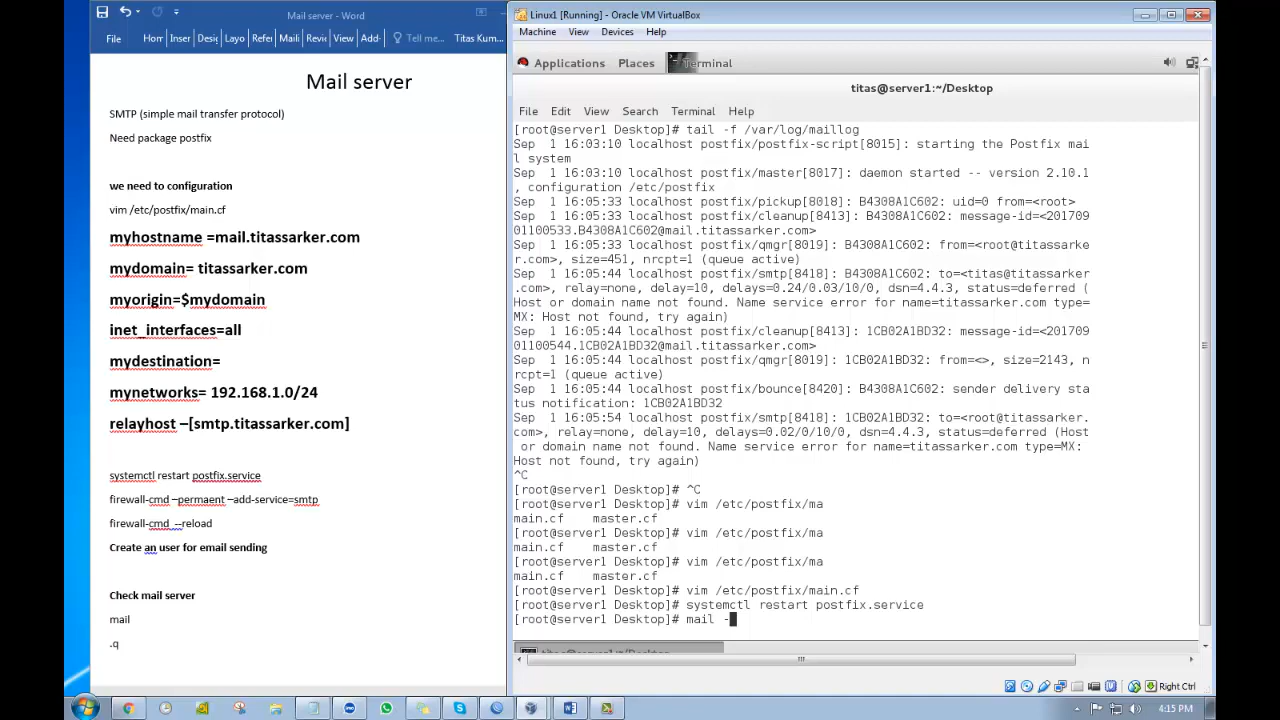 Mail server - Word
File Hom Inser Desig Layo Refer Maili Revie View Add- Tell me... Titas Kum...
Mail server
SMTP (simple mail transfer protocol)
Need package postfix
we need to configuration
vim /etc/postfix/main.cf
myhostname =mail.titassarker.com
mydomain= titassarker.com
myorigin=$mydomain
inet_interfaces=all
mydestination=
mynetworks= 192.168.1.0/24
relayhost –[smtp.titassarker.com]
systemctl restart postfix.service
firewall-cmd –permaent –add-service=smtp
firewall-cmd --reload
Create an user for email sending
Check mail server
mail
.q
Linux1 [Running] - Oracle VM VirtualBox
Machine View Devices Help
Applications Places Terminal
titas@server1:~/Desktop
File Edit View Search Terminal Help
[root@server1 Desktop]# tail -f /var/log/maillog
Sep 1 16:03:10 localhost postfix/postfix-script[8015]: starting the Postfix mai
l system
Sep 1 16:03:10 localhost postfix/master[8017]: daemon started -- version 2.10.1
, configuration /etc/postfix
Sep 1 16:05:33 localhost postfix/pickup[8018]: B4308A1C602: uid=0 from=<root>
Sep 1 16:05:33 localhost postfix/cleanup[8413]: B4308A1C602: message-id=<201709
01100533.B4308A1C602@mail.titassarker.com>
Sep 1 16:05:33 localhost postfix/qmgr[8019]: B4308A1C602: from=<root@titassarke
r.com>, size=451, nrcpt=1 (queue active)
Sep 1 16:05:44 localhost postfix/smtp[8418]: B4308A1C602: to=<titas@titassarker
.com>, relay=none, delay=10, delays=0.24/0.03/10/0, dsn=4.4.3, status=deferred (
Host or domain name not found. Name service error for name=titassarker.com type=
MX: Host not found, try again)
Sep 1 16:05:44 localhost postfix/cleanup[8413]: 1CB02A1BD32: message-id=<201709
01100544.1CB02A1BD32@mail.titassarker.com>
Sep 1 16:05:44 localhost postfix/qmgr[8019]: 1CB02A1BD32: from=<>, size=2143, n
rcpt=1 (queue active)
Sep 1 16:05:44 localhost postfix/bounce[8420]: B4308A1C602: sender delivery sta
tus notification: 1CB02A1BD32
Sep 1 16:05:54 localhost postfix/smtp[8418]: 1CB02A1BD32: to=<root@titassarker.
com>, relay=none, delay=10, delays=0.02/0/10/0, dsn=4.4.3, status=deferred (Host
or domain name not found. Name service error for name=titassarker.com type=MX:
Host not found, try again)
^C
[root@server1 Desktop]# ^C
[root@server1 Desktop]# vim /etc/postfix/ma
main.cf master.cf
[root@server1 Desktop]# vim /etc/postfix/ma
main.cf master.cf
[root@server1 Desktop]# vim /etc/postfix/ma
main.cf master.cf
[root@server1 Desktop]# vim /etc/postfix/main.cf
[root@server1 Desktop]# systemctl restart postfix.service
[root@server1 Desktop]# mail -
Right Ctrl
4:15 PM